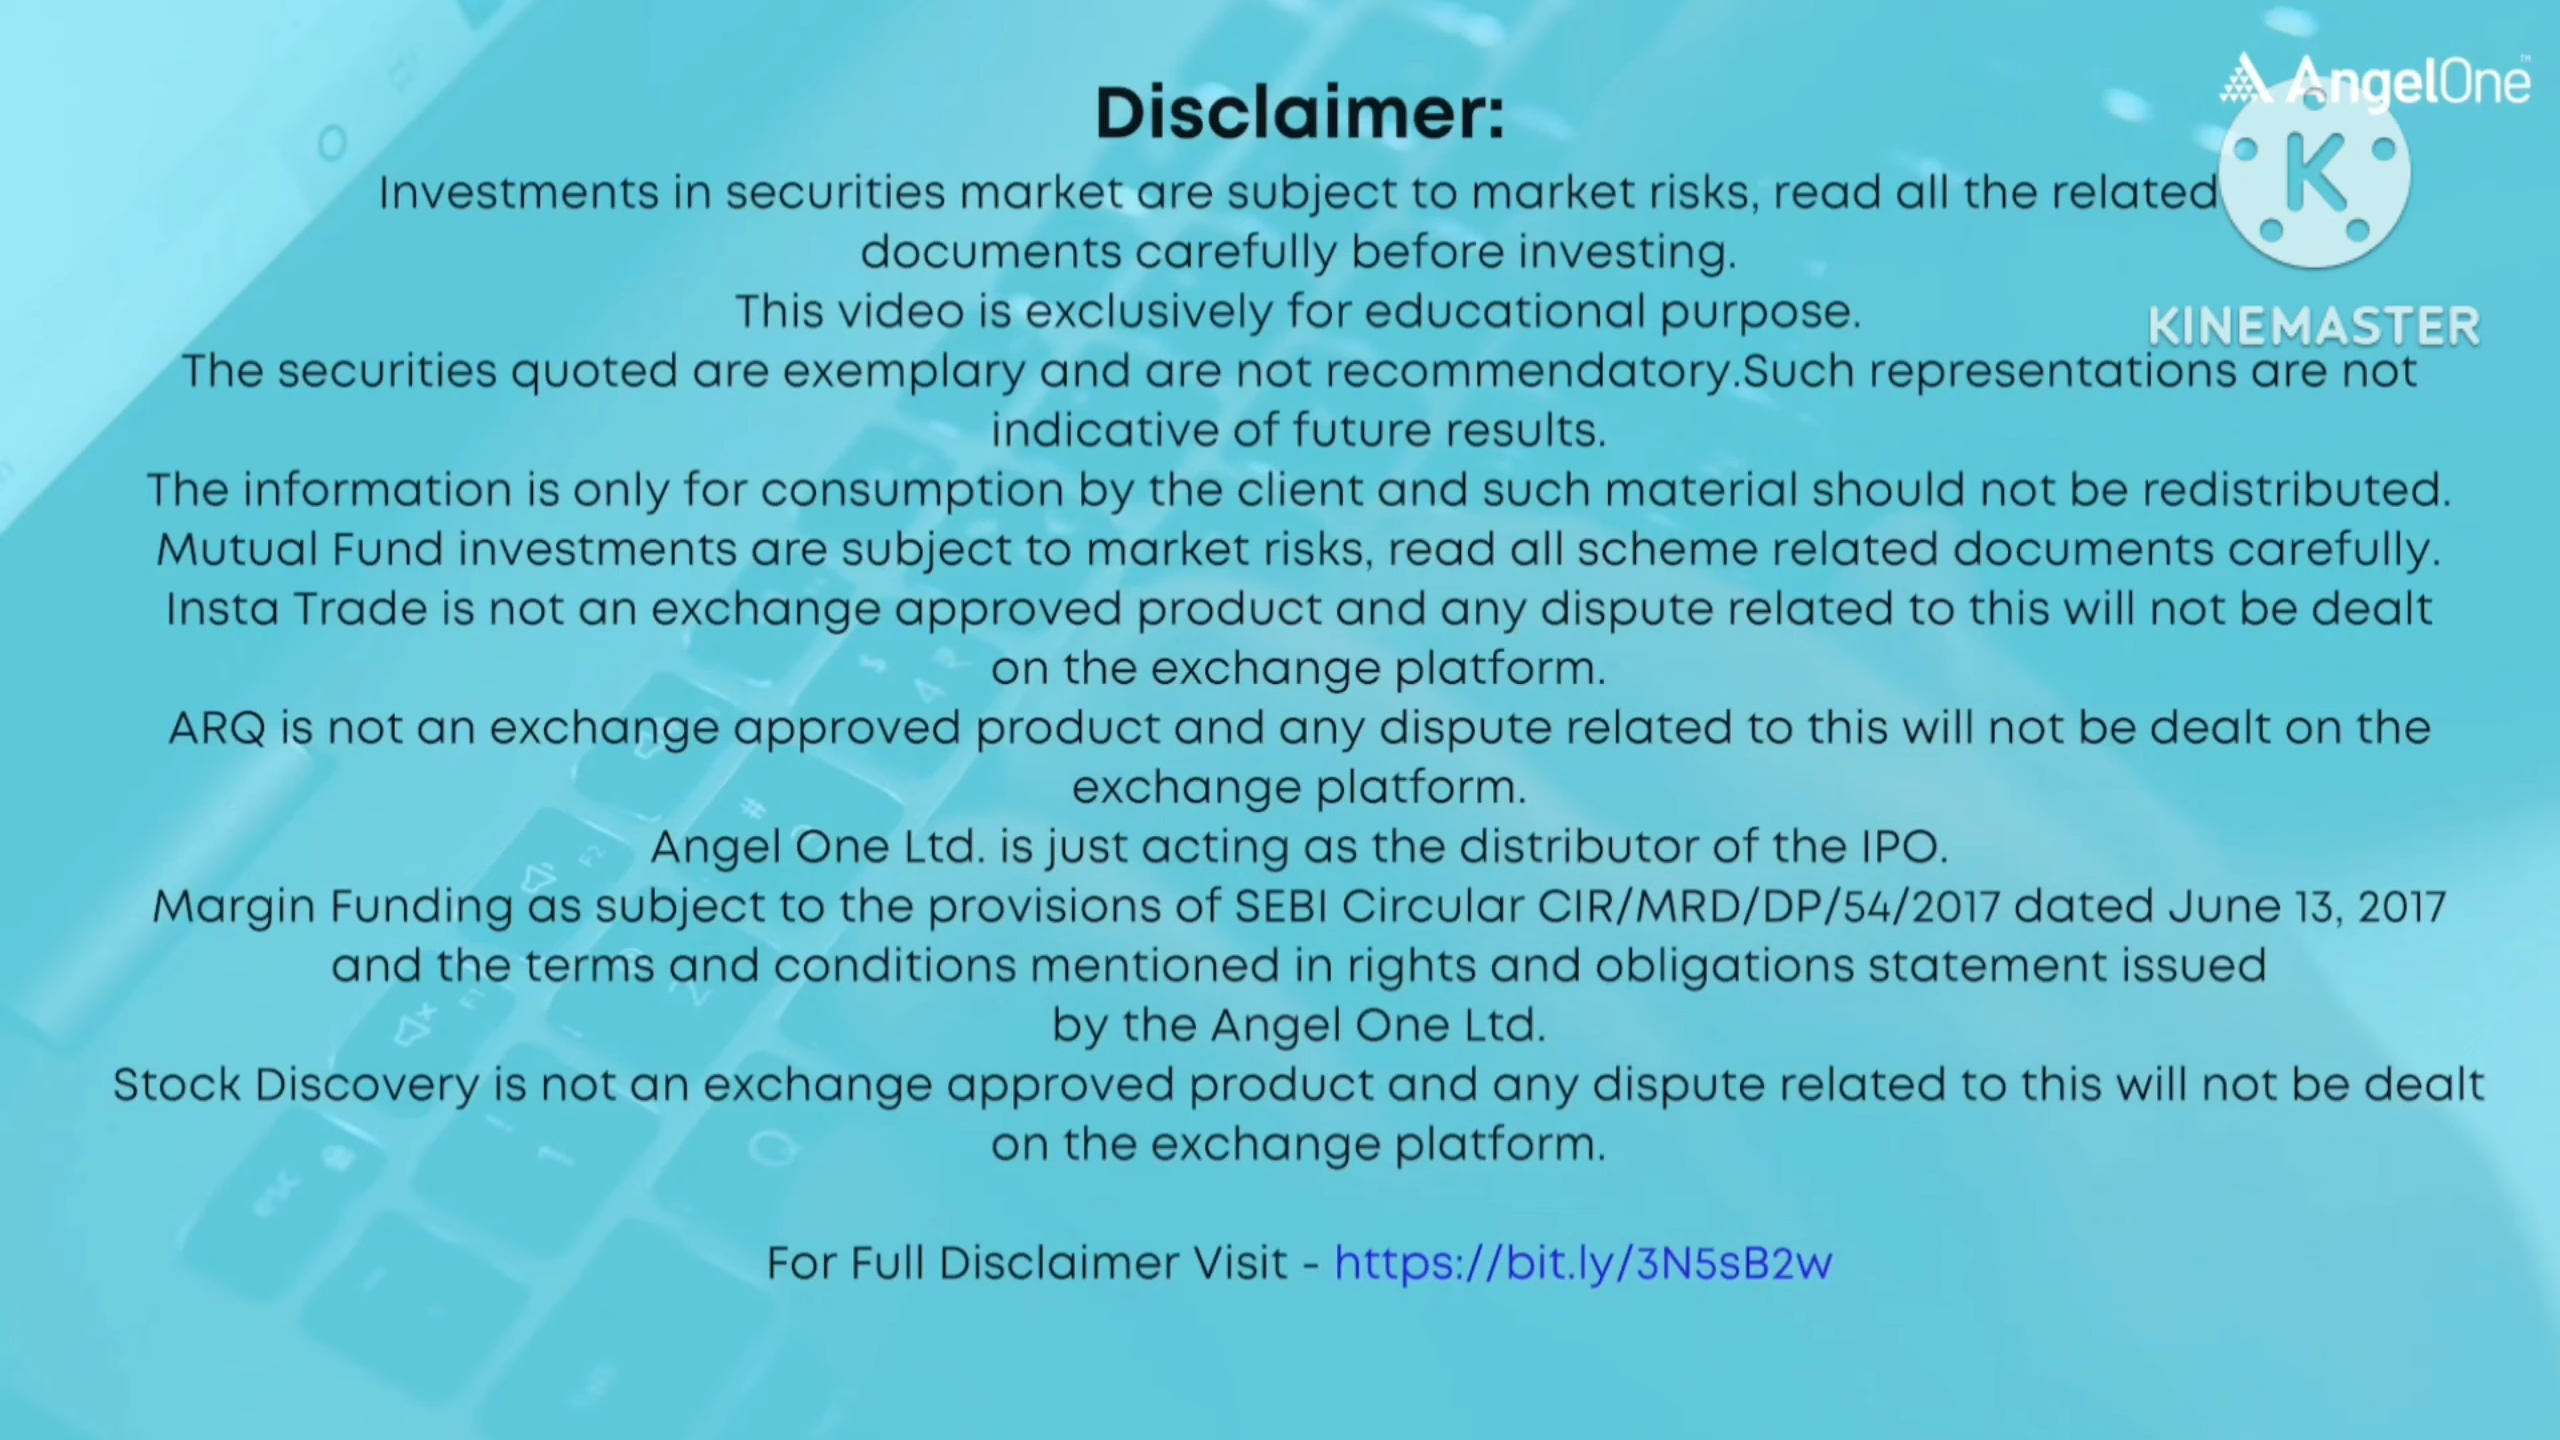 AngelOne™
Disclaimer:
Investments in securities market are subject to market risks, read all the related
documents carefully before investing.
This video is exclusively for educational purpose.
KINEMASTER
The securities quoted are exemplary and are not recommendatory.Such representations are not
indicative of future results.
The information is only for consumption by the client and such material should not be redistributed.
Mutual Fund investments are subject to market risks, read all scheme related documents carefully.
Insta Trade is not an exchange approved product and any dispute related to this will not be dealt
on the exchange platform.
ARQ is not an exchange approved product and any dispute related to this will not be dealt on the
exchange platform.
Angel One Ltd. is just acting as the distributor of the IPO.
Margin Funding as subject to the provisions of SEBI Circular CIR/MRD/DP/54/2017 dated June 13, 2017
and the terms and conditions mentioned in rights and obligations statement issued
by the Angel One Ltd.
Stock Discovery is not an exchange approved product and any dispute related to this will not be dealt
on the exchange platform.
For Full Disclaimer Visit - https://bit.ly/3N5sB2w